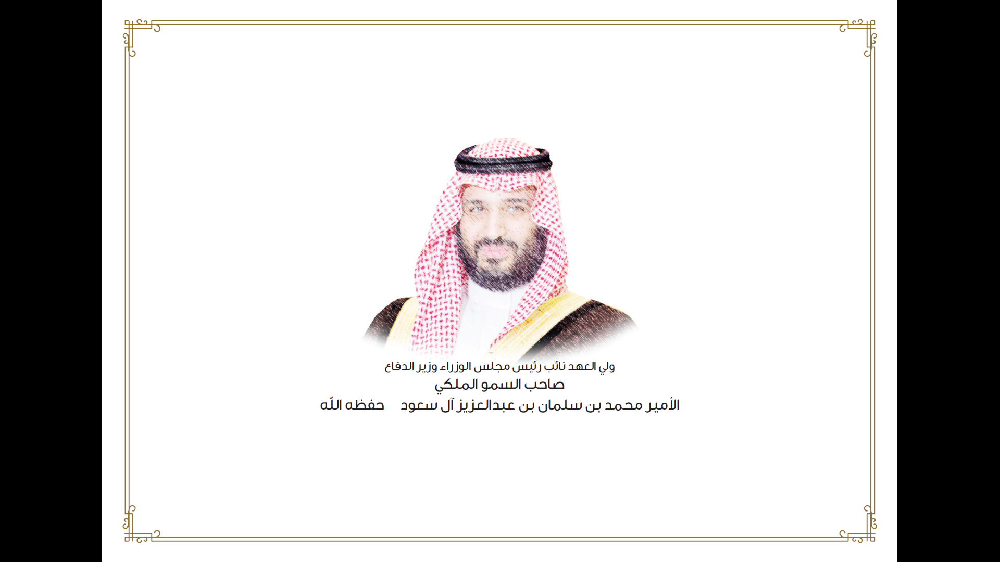 ولي العهد نائب رئيس مجلس الوزراء وزير الدفاع
صاحب السمو الملكي
الأمير محمد بن سلمان بن عبدالعزيز آل سعود حفظه الله